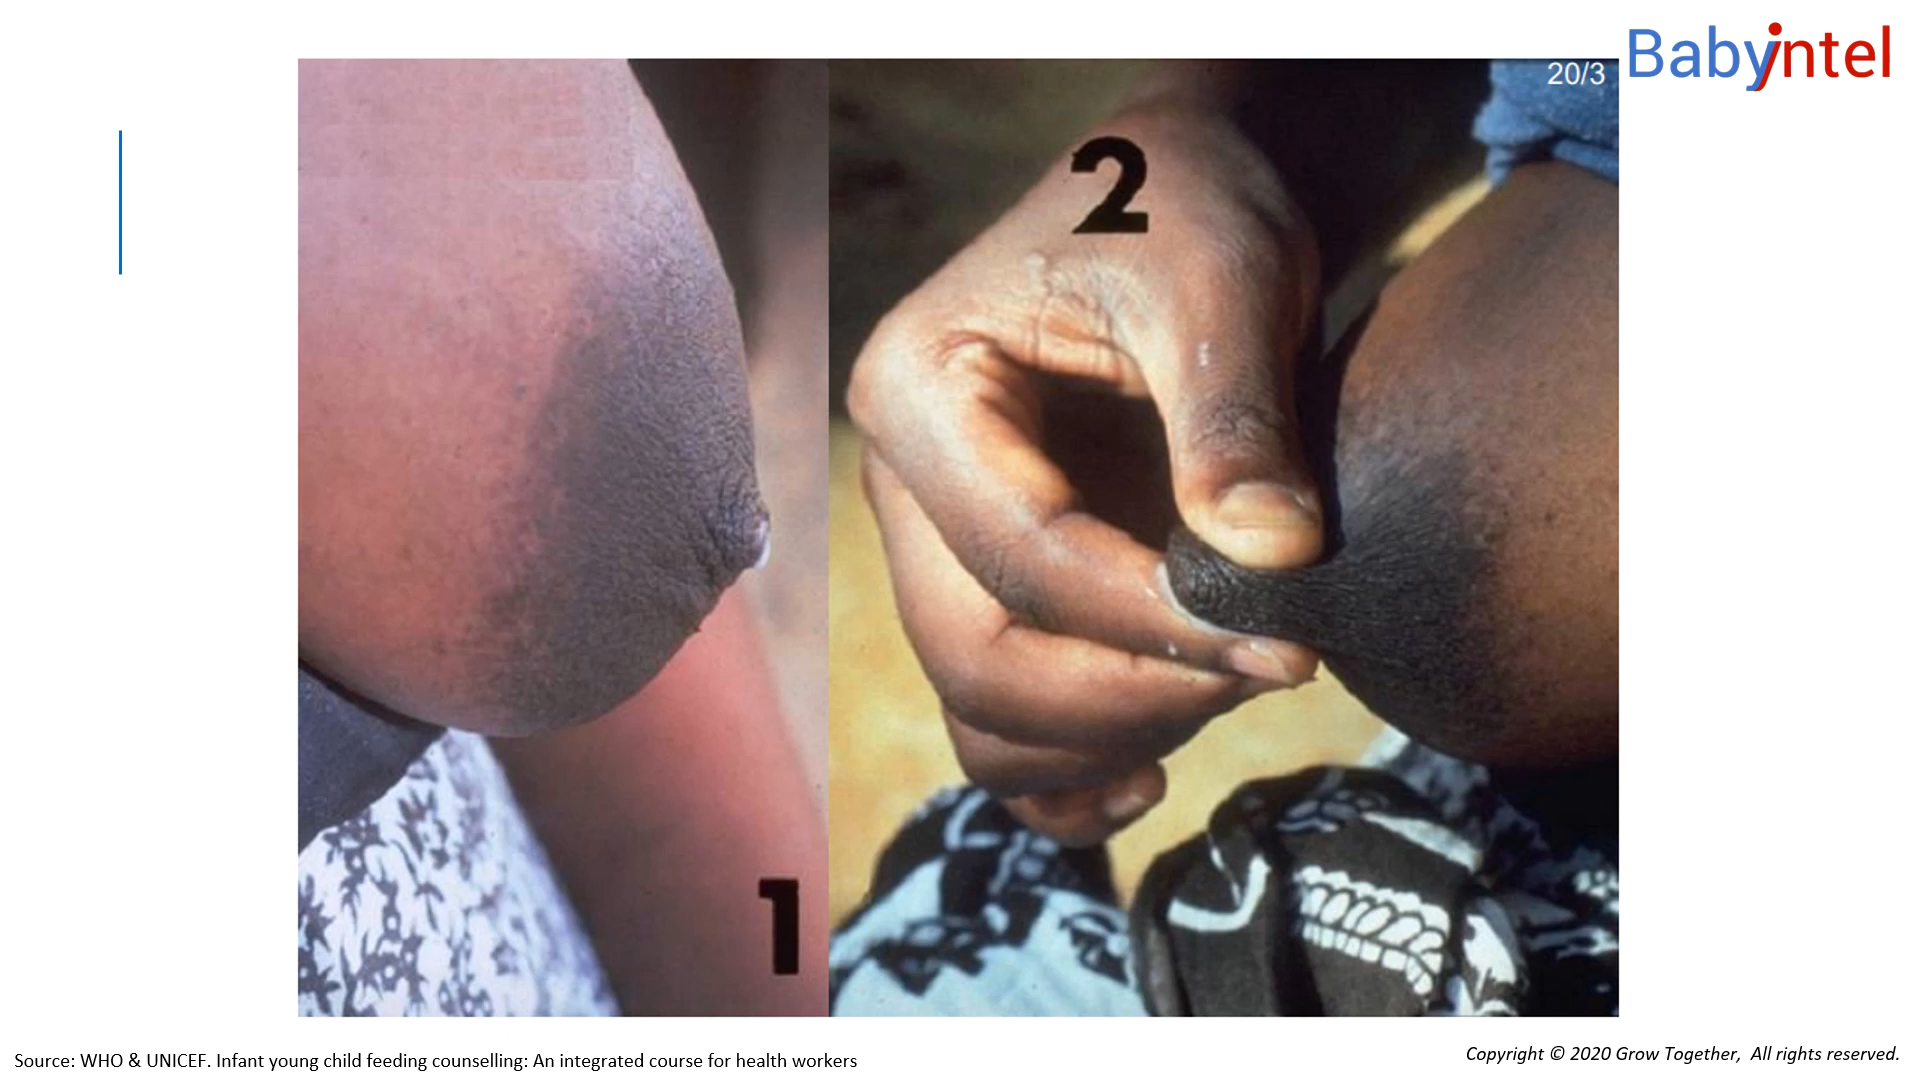 Babyintel
20/3
2
1
Source: WHO & UNICEF. Infant young child feeding counselling: An integrated course for health workers
Copyright © 2020 Grow Together, All rights reserved.